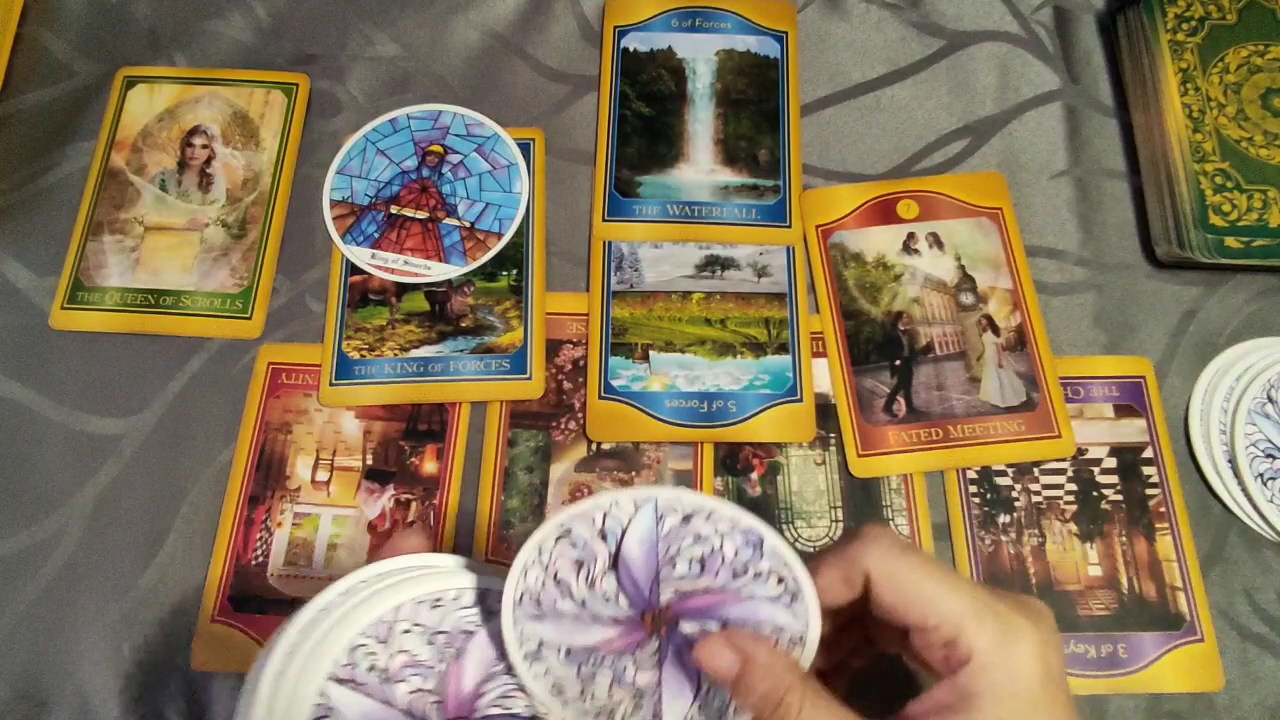 6 of Forces
THE WATERFALL
THE QUEEN OF SCROLLS
King of Swords
THE KING OF FORCES
5 of Forces
7
FATED MEETING
3 of Key